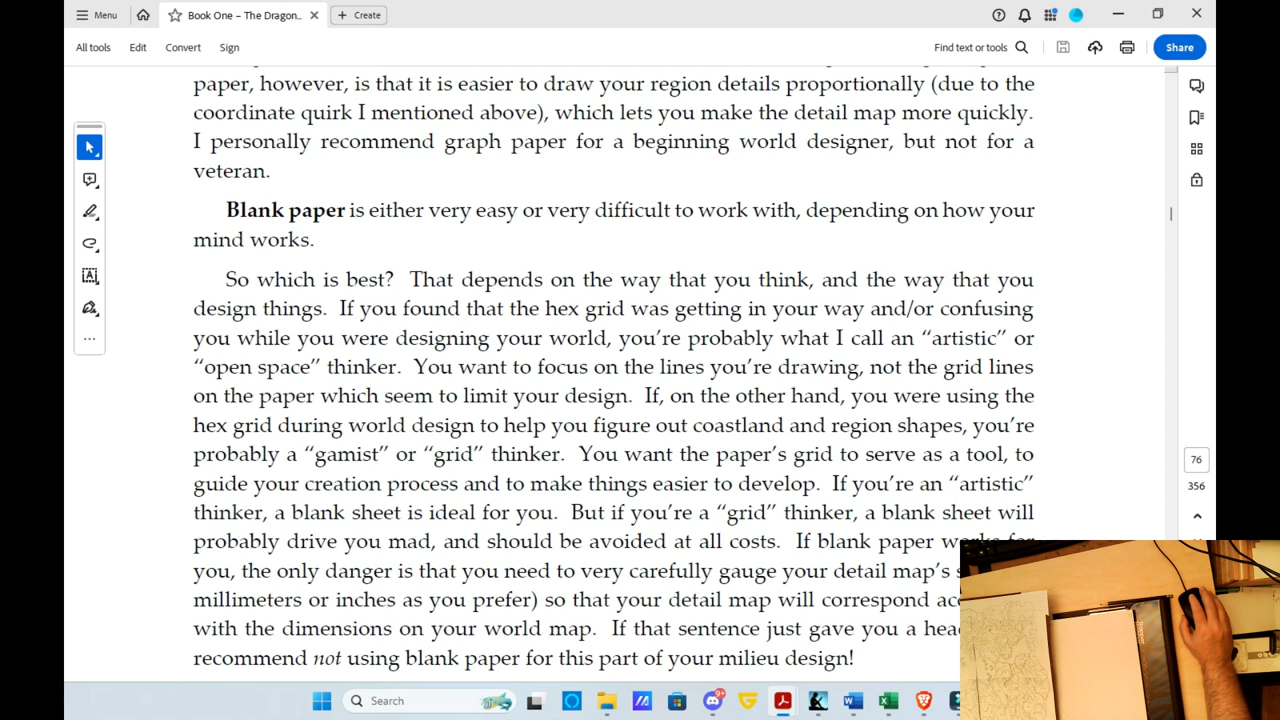 Menu
Book One – The Dragon...
Create
All tools
Edit
Convert
Sign
Find text or tools
Share
paper, however, is that it is easier to draw your region details proportionally (due to the
coordinate quirk I mentioned above), which lets you make the detail map more quickly.
I personally recommend graph paper for a beginning world designer, but not for a
veteran.
Blank paper is either very easy or very difficult to work with, depending on how your
mind works.
So which is best? That depends on the way that you think, and the way that you
design things. If you found that the hex grid was getting in your way and/or confusing
you while you were designing your world, you're probably what I call an “artistic” or
“open space” thinker. You want to focus on the lines you're drawing, not the grid lines
on the paper which seem to limit your design. If, on the other hand, you were using the
hex grid during world design to help you figure out coastland and region shapes, you're
probably a “gamist” or “grid” thinker. You want the paper's grid to serve as a tool, to
guide your creation process and to make things easier to develop. If you're an “artistic”
thinker, a blank sheet is ideal for you. But if you're a “grid” thinker, a blank sheet will
probably drive you mad, and should be avoided at all costs. If blank paper
you, the only danger is that you need to very carefully gauge your detail map's
millimeters or inches as you prefer) so that your detail map will correspond
with the dimensions on your world map. If that sentence just gave you a
recommend not using blank paper for this part of your milieu design!
76
356
Search
9+